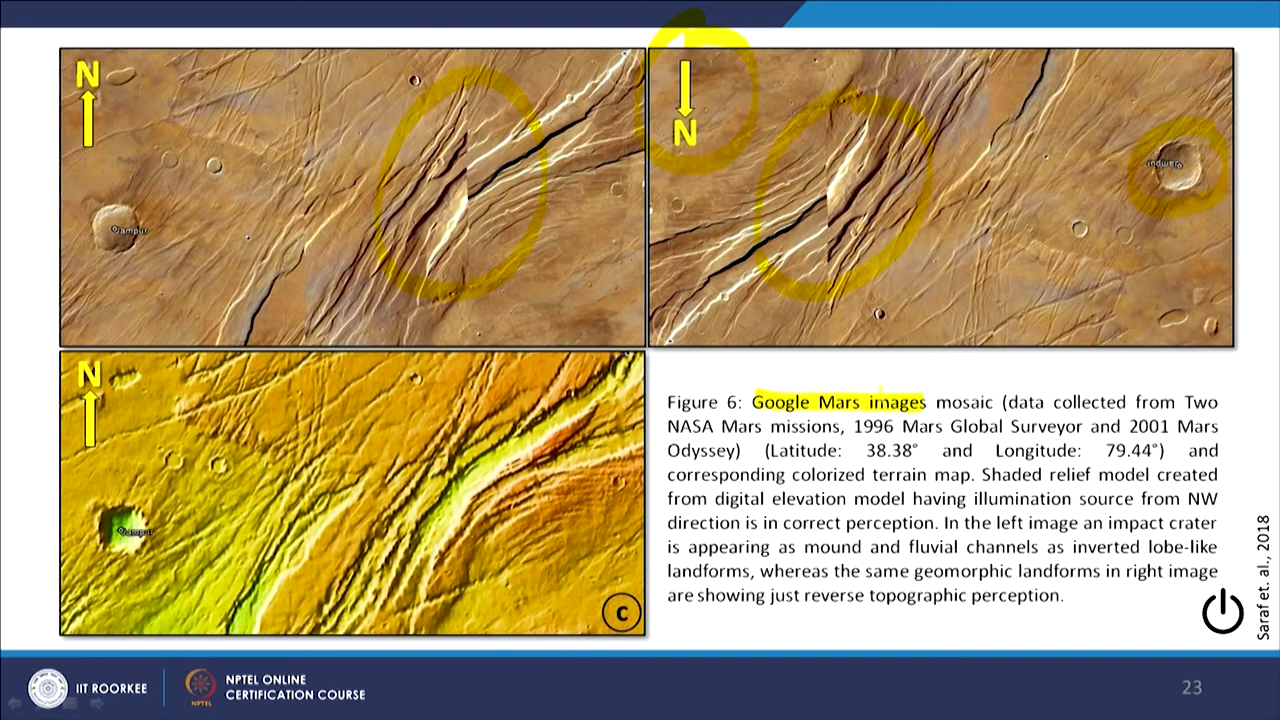 N
Jampur
N
Jampur
N
Jampur
C
Figure 6: Google Mars images mosaic (data collected from Two
NASA Mars missions, 1996 Mars Global Surveyor and 2001 Mars
Odyssey) (Latitude: 38.38° and Longitude: 79.44°) and
corresponding colorized terrain map. Shaded relief model created
from digital elevation model having illumination source from NW
direction is in correct perception. In the left image an impact crater
is appearing as mound and fluvial channels as inverted lobe-like
landforms, whereas the same geomorphic landforms in right image
are showing just reverse topographic perception.
Saraf et. al., 2018
IIT ROORKEE
NPTEL
NPTEL ONLINE
CERTIFICATION COURSE
23